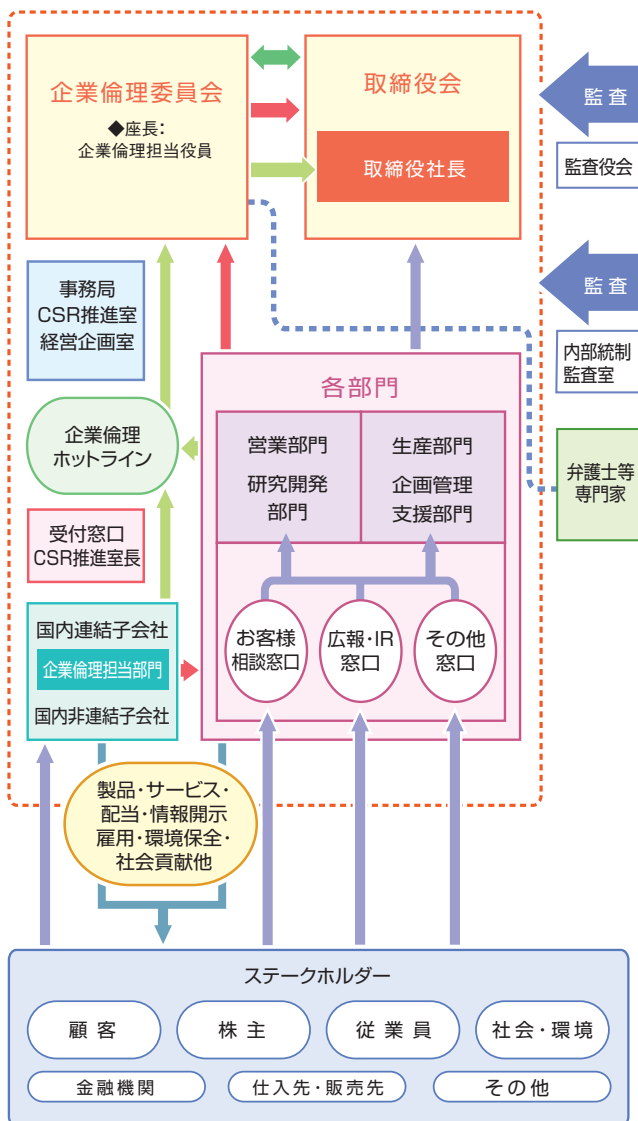 企業倫理委員会
◆座長：
企業倫理担当役員
取締役会
取締役社長
監査
監査役会
監査
内部統制
監査室
弁護士等
専門家
事務局
CSR推進室
経営企画室
企業倫理
ホットライン
受付窓口
CSR推進室長
国内連結子会社
企業倫理担当部門
国内非連結子会社
各部門
営業部門
研究開発
部門
生産部門
企画管理
支援部門
お客様
相談窓口
広報・IR
窓口
その他
窓口
製品・サービス・
配当・情報開示
雇用・環境保全・
社会貢献他
ステークホルダー
顧客
株主
従業員
社会・環境
金融機関
仕入先・販売先
その他